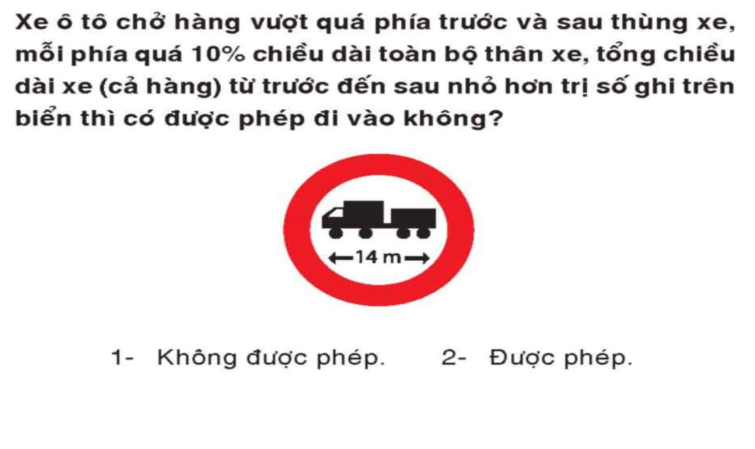 Xe ô tô chở hàng vượt quá phía trước và sau thùng xe,
mỗi phía quá 10% chiều dài toàn bộ thân xe, tổng chiều
dài xe (cả hàng) từ trước đến sau nhỏ hơn trị số ghi trên
biển thì có được phép đi vào không?
14 m
1- Không được phép. 2- Được phép.